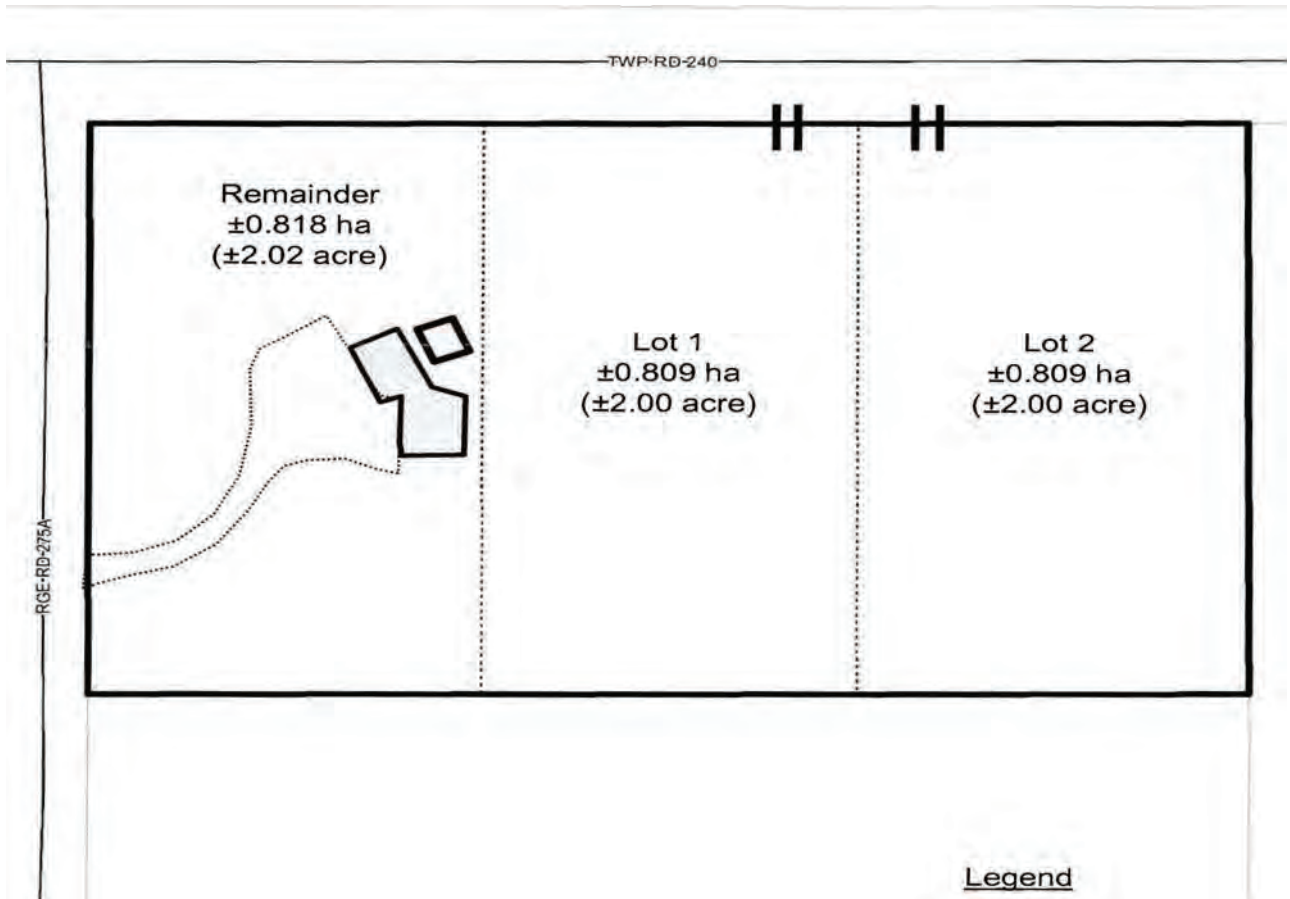 TWP-RD-240
Remainder
±0.818 ha
(±2.02 acre)
Lot 1
±0.809 ha
(±2.00 acre)
Lot 2
±0.809 ha
(±2.00 acre)
RGE-RD-275A
Legend